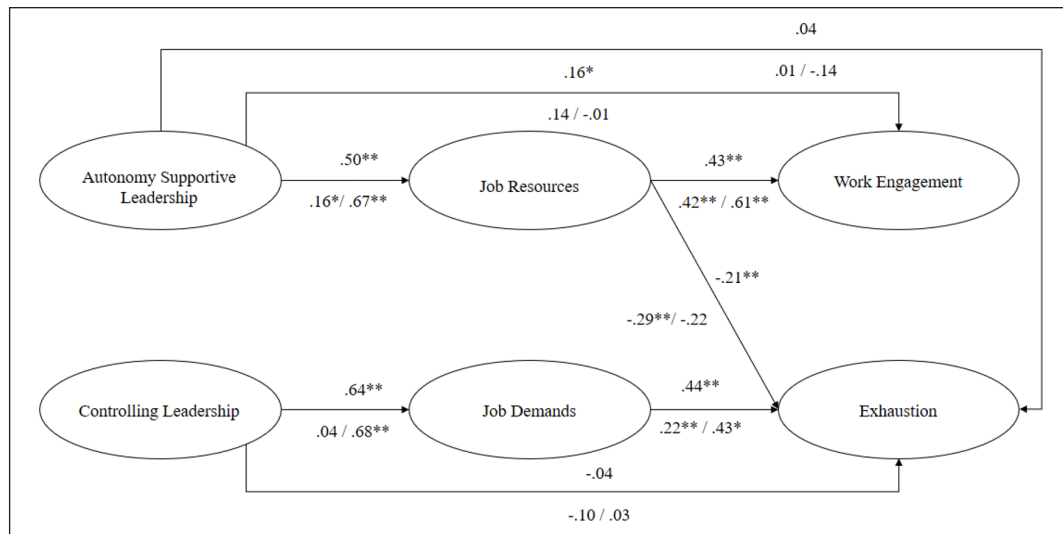 .04
.16*
.01 / -.14
.14 / -.01
.50**
.43**
Autonomy Supportive
Leadership
Job Resources
Work Engagement
.16*/ .67**
.42** / .61**
-.21**
-.29**/ -.22
.64**
.44**
Controlling Leadership
Job Demands
Exhaustion
.04 / .68**
.22** / .43*
-.04
-.10 / .03